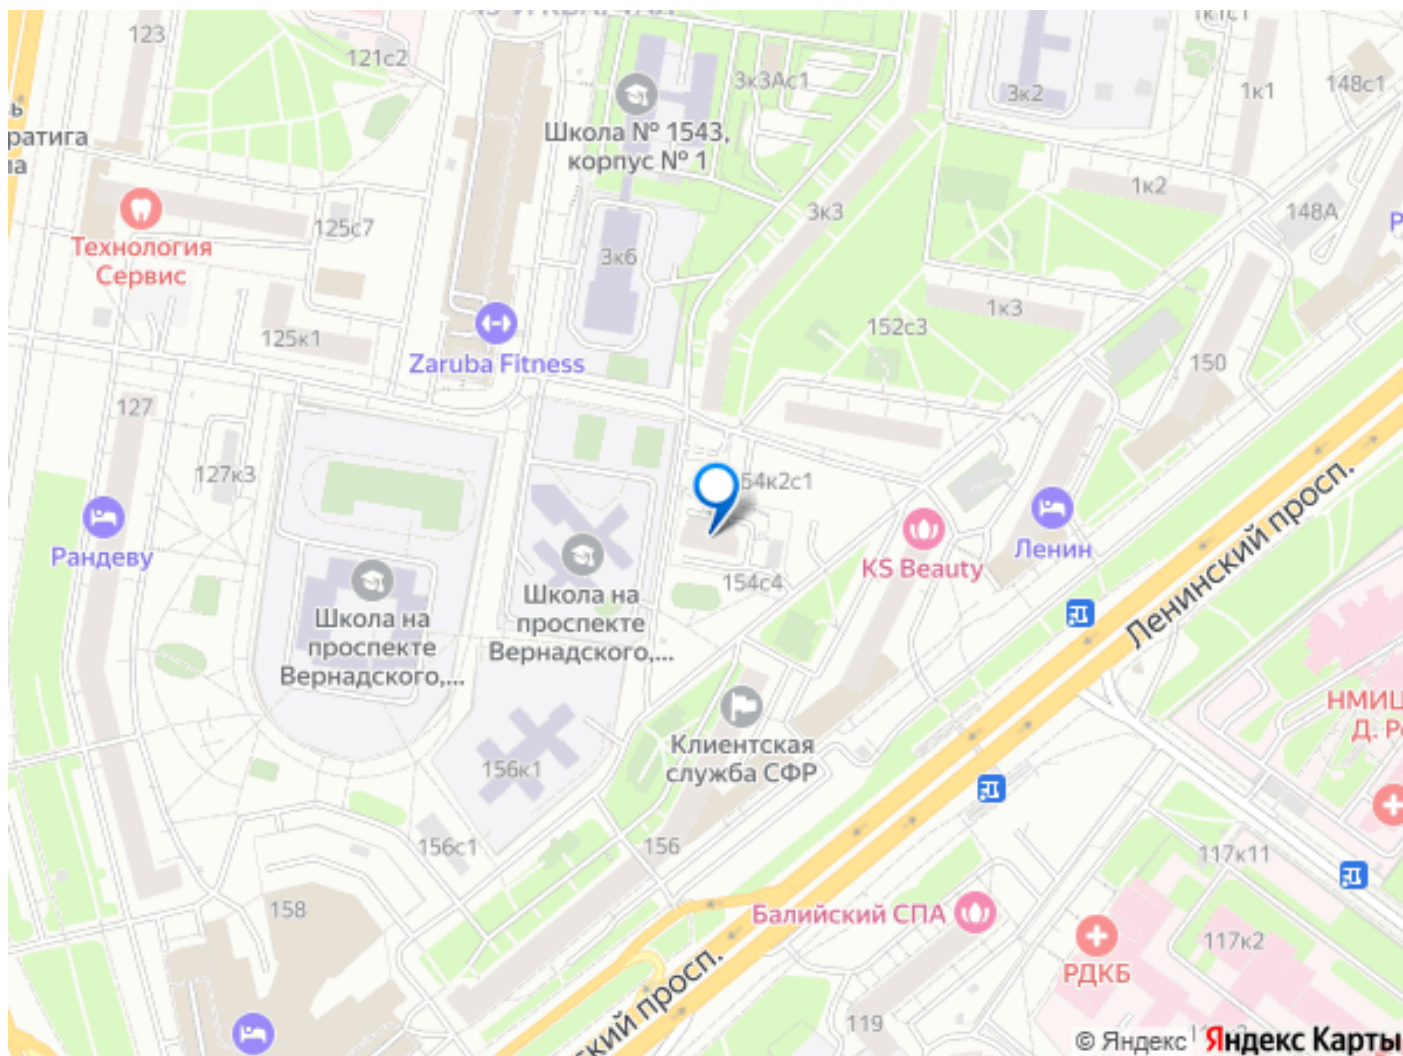 123
121с2
3к3Ас1
1к1
148с1
3к2
Школа № 1543,
корпус № 1
1к2
148А
3к3
125с7
Технология
Сервис
3к6
1к3
152с3
125к1
Zaruba Fitness
150
127
127к3
Рандеву
Школа на
проспекте
Вернадского,...
Школа на
проспекте
Вернадского,...
154с4
KS Beauty
Ленин
Ленинский просп.
Клиентская
служба СФР
156к1
156с1
156
158
НМИЦ
117к11
Балийский СПА
117к2
РДКБ
119
© Яндекс
Яндекс Карты